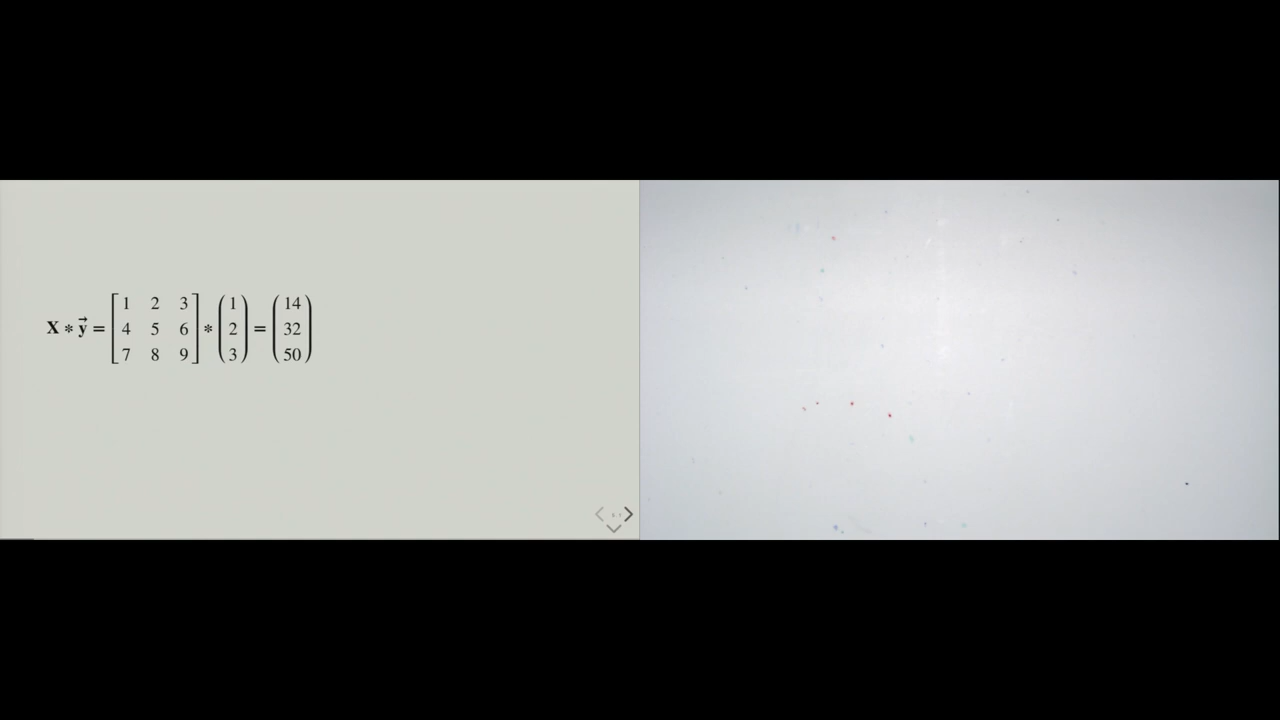 X * y⃗ = [1 2 3; 4 5 6; 7 8 9] * (1; 2; 3) = (14; 32; 50)